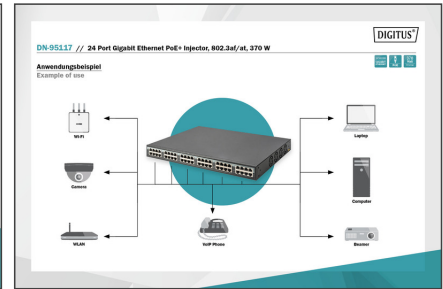 DIGITUS®
DN-95117 // 24 Port Gigabit Ethernet PoE+ Injector, 802.3af/at, 370 W
Anwendungsbeispiel
Example of use
Wi-Fi
Laptop
Camera
Computer
WLAN
VoIP Phone
Beamer